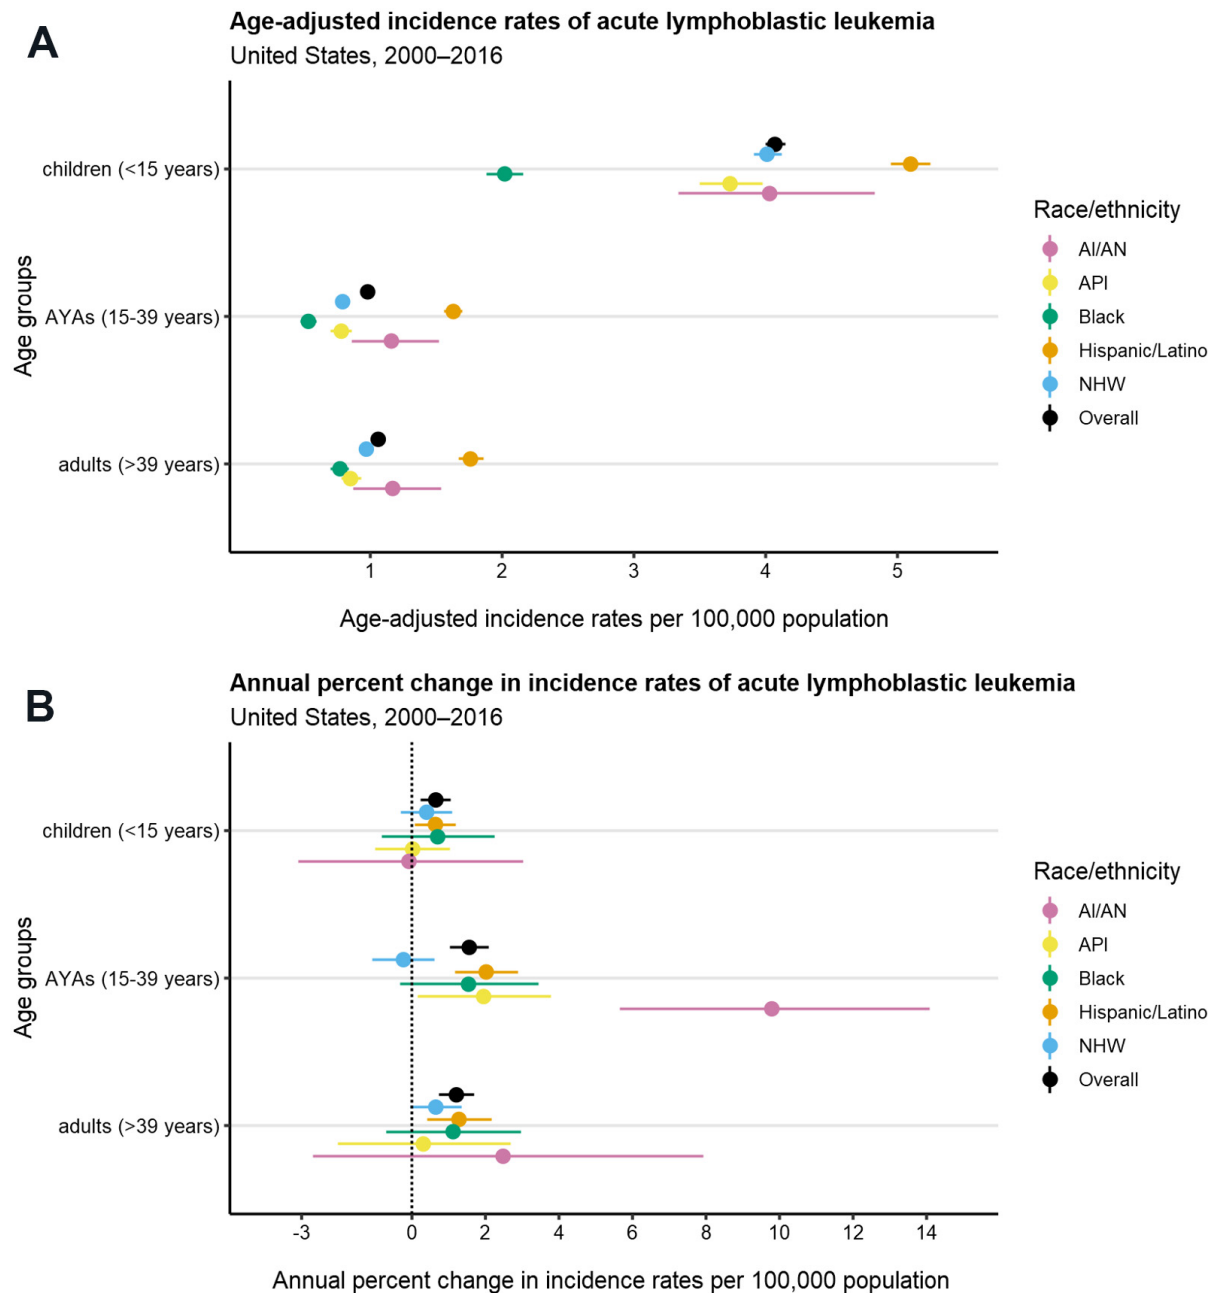 A
Age-adjusted incidence rates of acute lymphoblastic leukemia
United States, 2000–2016
children (<15 years)
AYAs (15-39 years)
adults (>39 years)
Age groups
1 2 3 4 5
Age-adjusted incidence rates per 100,000 population
Race/ethnicity
AI/AN
API
Black
Hispanic/Latino
NHW
Overall
B
Annual percent change in incidence rates of acute lymphoblastic leukemia
United States, 2000–2016
children (<15 years)
AYAs (15-39 years)
adults (>39 years)
Age groups
-3 0 2 4 6 8 10 12 14
Annual percent change in incidence rates per 100,000 population
Race/ethnicity
AI/AN
API
Black
Hispanic/Latino
NHW
Overall